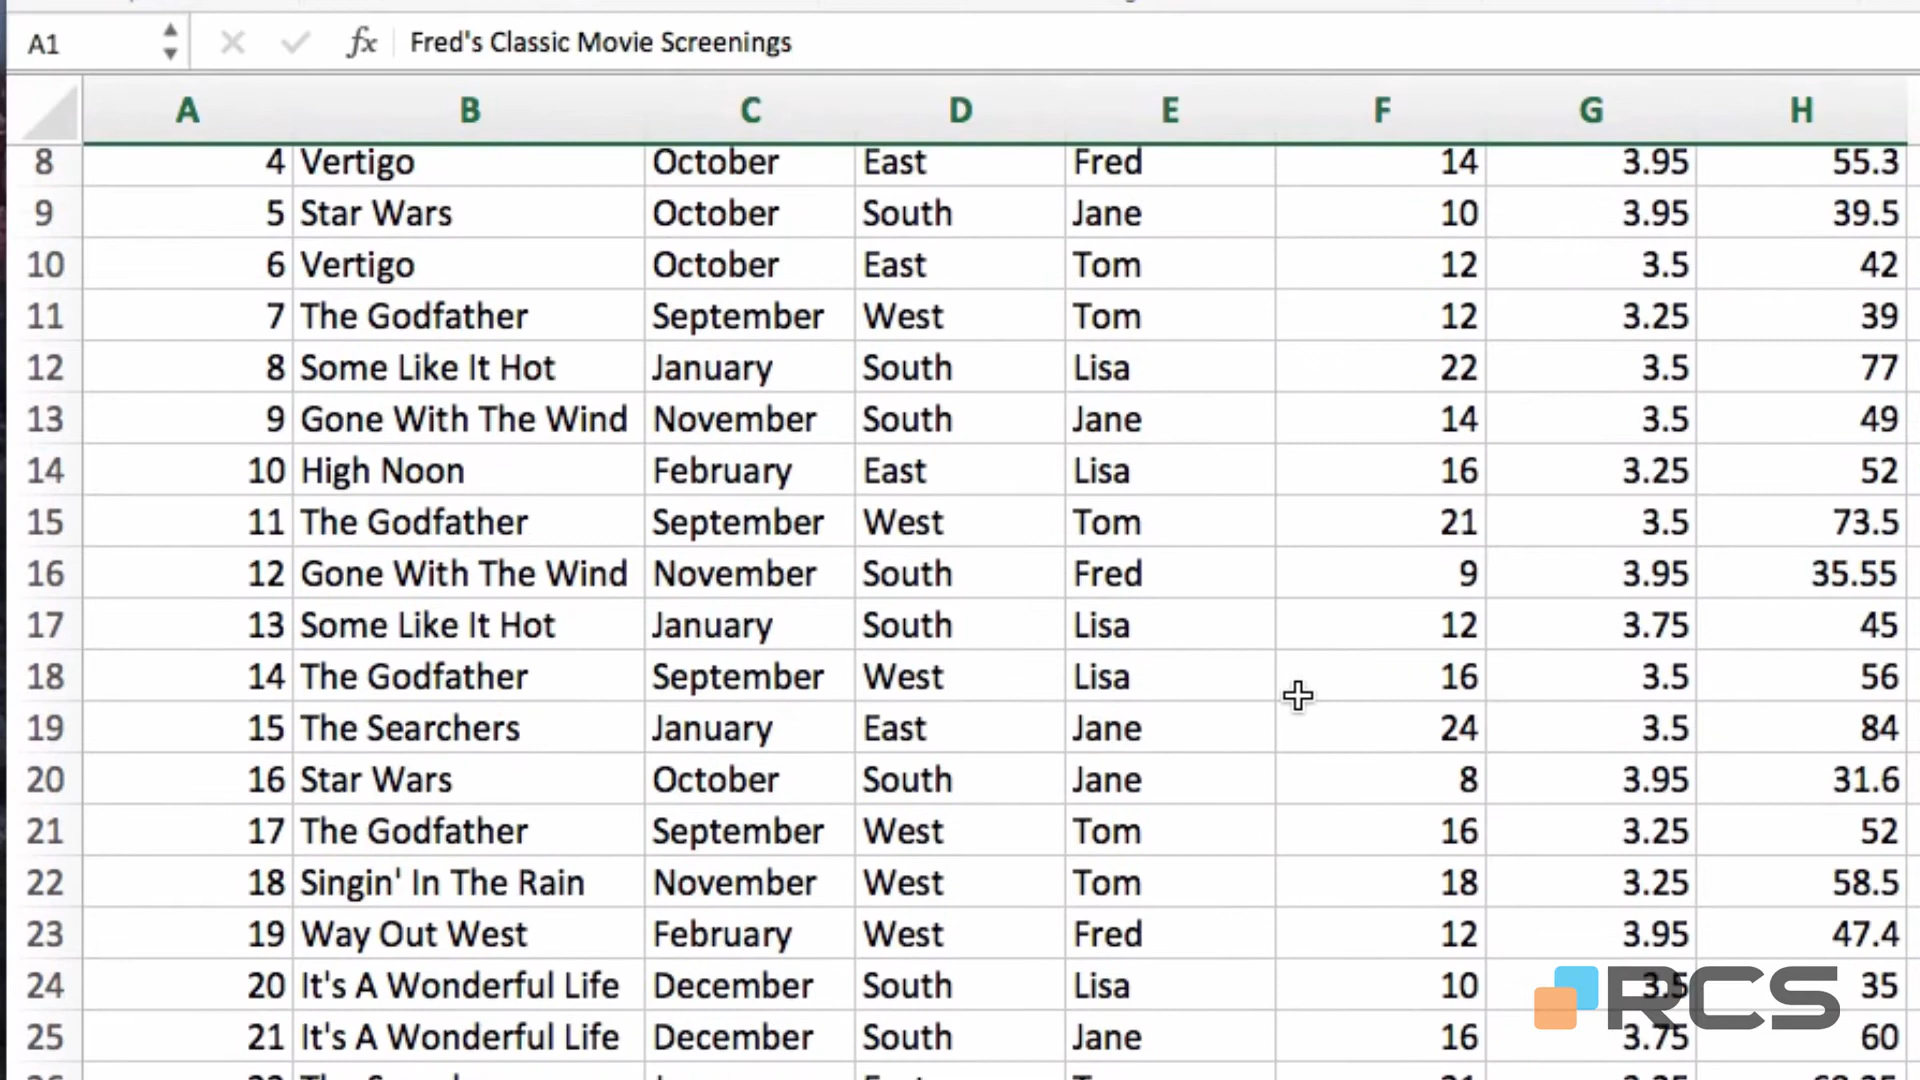 A1 fx Fred's Classic Movie Screenings
A B C D E F G H
8 4 Vertigo October East Fred 14 3.95 55.3
9 5 Star Wars October South Jane 10 3.95 39.5
10 6 Vertigo October East Tom 12 3.5 42
11 7 The Godfather September West Tom 12 3.25 39
12 8 Some Like It Hot January South Lisa 22 3.5 77
13 9 Gone With The Wind November South Jane 14 3.5 49
14 10 High Noon February East Lisa 16 3.25 52
15 11 The Godfather September West Tom 21 3.5 73.5
16 12 Gone With The Wind November South Fred 9 3.95 35.55
17 13 Some Like It Hot January South Lisa 12 3.75 45
18 14 The Godfather September West Lisa 16 3.5 56
19 15 The Searchers January East Jane 24 3.5 84
20 16 Star Wars October South Jane 8 3.95 31.6
21 17 The Godfather September West Tom 16 3.25 52
22 18 Singin' In The Rain November West Tom 18 3.25 58.5
23 19 Way Out West February West Fred 12 3.95 47.4
24 20 It's A Wonderful Life December South Lisa 10 3.5 35
25 21 It's A Wonderful Life December South Jane 16 3.75 60
RCS